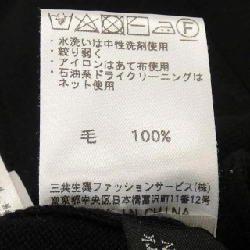 F
・水洗いは中性洗剤使用
・絞り弱く
・アイロンはあて布使用
・石油系ドライクリーニングは
ネット使用
毛 100%
三共生興ファッションサービス(株)
東京都中央区日本橋富沢町11番12号
IN CHINA